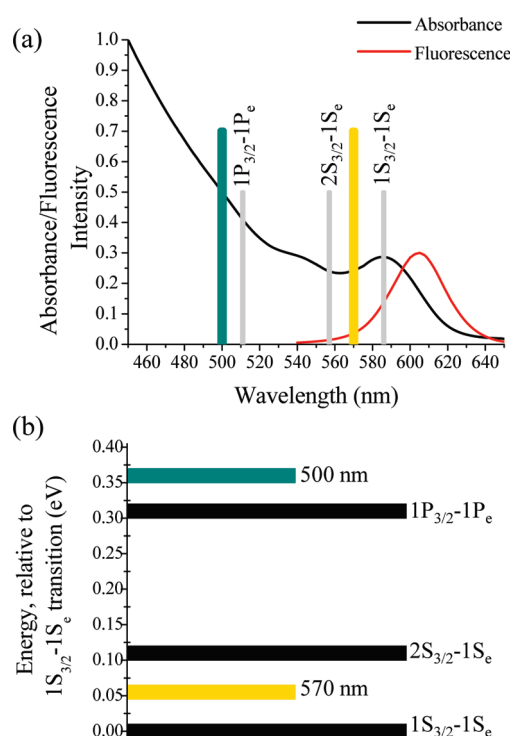 (a)
Absorbance
Fluorescence
Absorbance/Fluorescence
Intensity
1.0
0.9
0.8
0.7
0.6
0.5
0.4
0.3
0.2
0.1
0.0
1P3/2-1Pe
2S3/2-1Se
1S3/2-1Se
460 480 500 520 540 560 580 600 620 640
Wavelength (nm)
(b)
Energy, relative to
1S3/2-1Se transition (eV)
0.40
0.35
0.30
0.25
0.20
0.15
0.10
0.05
0.00
500 nm
1P3/2-1Pe
2S3/2-1Se
570 nm
1S3/2-1Se